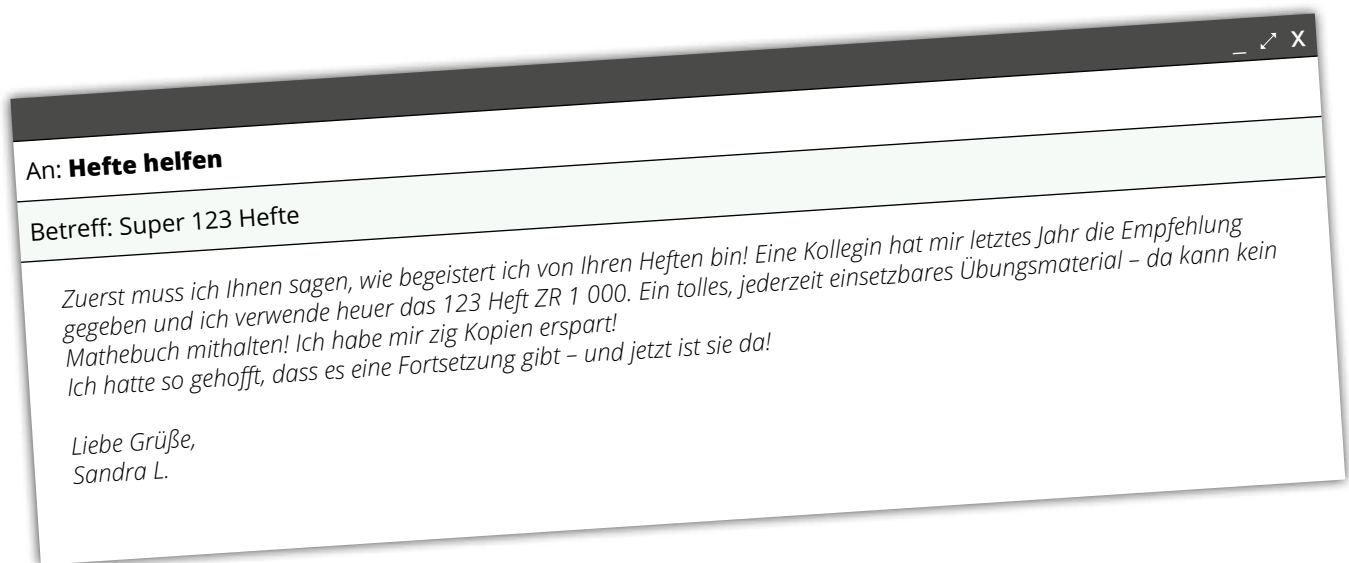 _ ⤢ X
An: Hefte helfen
Betreff: Super 123 Hefte
Zuerst muss ich Ihnen sagen, wie begeistert ich von Ihren Heften bin! Eine Kollegin hat mir letztes Jahr die Empfehlung
gegeben und ich verwende heuer das 123 Heft ZR 1 000. Ein tolles, jederzeit einsetzbares Übungsmaterial – da kann kein
Mathebuch mithalten! Ich habe mir zig Kopien erspart!
Ich hatte so gehofft, dass es eine Fortsetzung gibt – und jetzt ist sie da!
Liebe Grüße,
Sandra L.